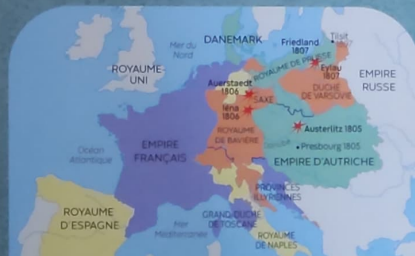 DANEMARK
Mer du
Nord
Friedland
1807
Tilsit
1807
Eylau
1807
ROYAUME DE PRUSSE
ROYAUME
UNI
Auerstaedt
1806
SAXE
DUCHÉ
DE VARSOVIE
EMPIRE
RUSSE
Iéna
1806
Austerlitz 1805
ROYAUME
DE BAVIÈRE
Danube
Presbourg 1805
Océan
Atlantique
EMPIRE
FRANÇAIS
EMPIRE D'AUTRICHE
PROVINCES
ILLYRIENNES
ROYAUME
D'ESPAGNE
GRAND-DUCHÉ
DE TOSCANE
Mer
Méditerranée
ROYAUME
DE NAPLES